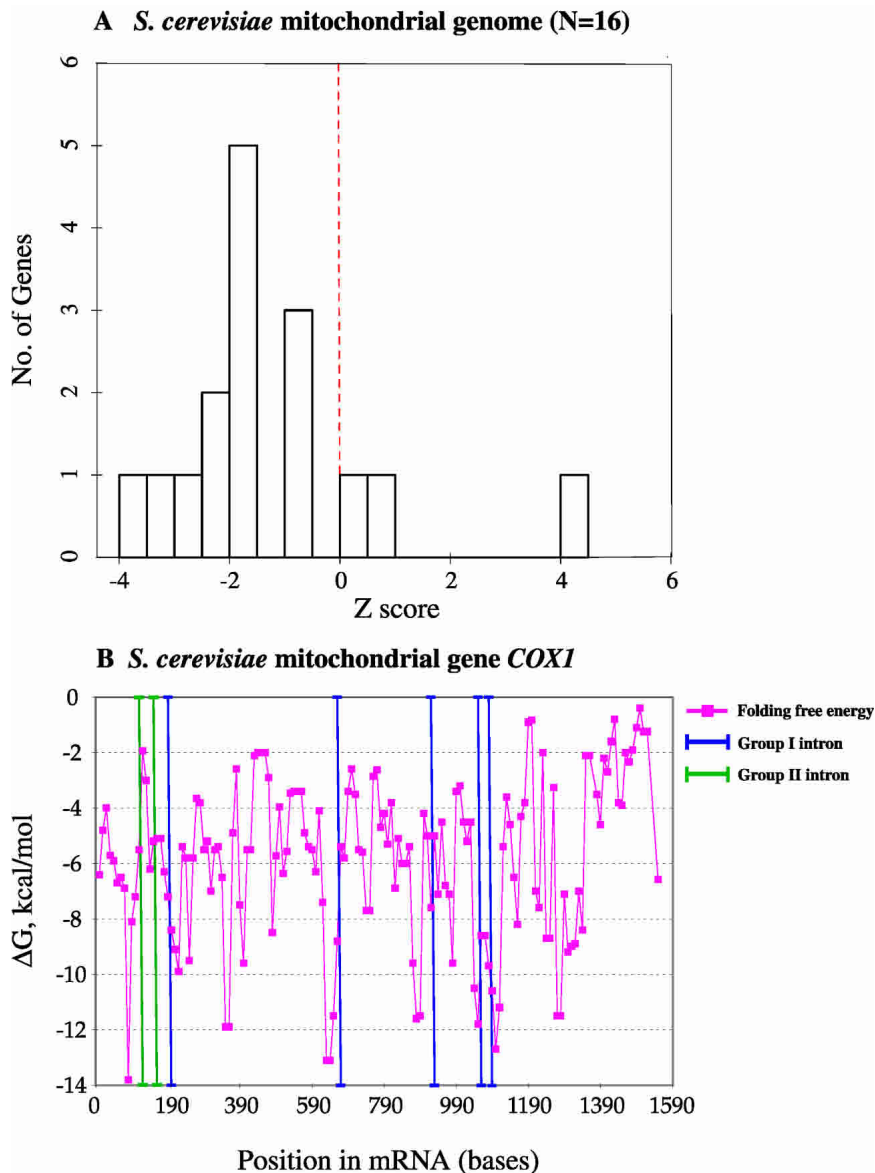 A S. cerevisiae mitochondrial genome (N=16)
6
5
4
3
2
1
0
No. of Genes
-4 -2 0 2 4 6
Z score
B S. cerevisiae mitochondrial gene COX1
0
-2
-4
-6
-8
-10
-12
-14
ΔG, kcal/mol
0 190 390 590 790 990 1190 1390 1590
Position in mRNA (bases)
Folding free energy
Group I intron
Group II intron